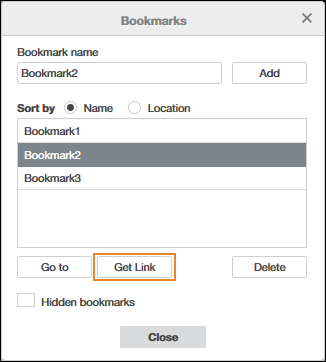 Bookmarks
Bookmark name
Bookmark2 Add
Sort by Name Location
Bookmark1
Bookmark2
Bookmark3
Go to Get Link Delete
Hidden bookmarks
Close